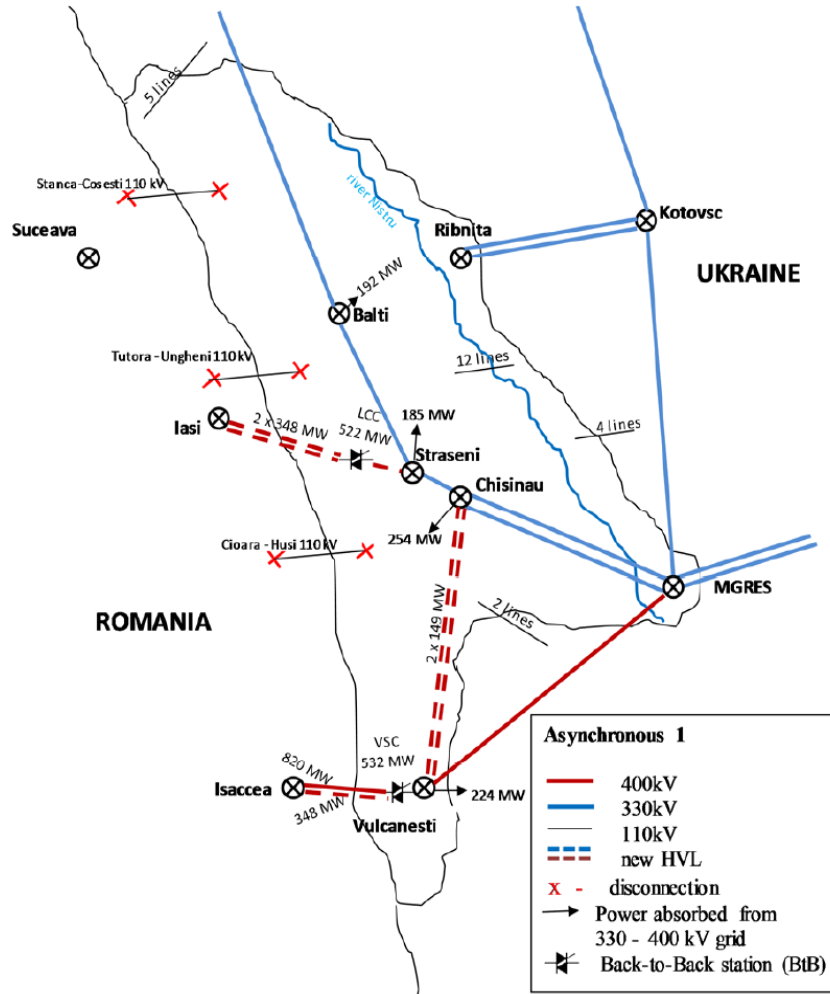 5 lines
Stanca-Cosesti 110 kV
river Nistru
Suceava
Ribnita
Kotovsc
UKRAINE
192 MW
Balti
Tutora - Ungheni 110kV
12 lines
LCC
185 MW
2 x 348 MW
522 MW
Iasi
4 lines
Straseni
Chisinau
Cioara - Husi 110 kV
254 MW
MGRES
ROMANIA
2 lines
2 x 149 MW
VSC
820 MW
532 MW
Isaccea
348 MW
Vulcanesti
224 MW
Asynchronous 1
400kV
330kV
110kV
new HVL
x - disconnection
Power absorbed from
330 - 400 kV grid
Back-to-Back station (BtB)